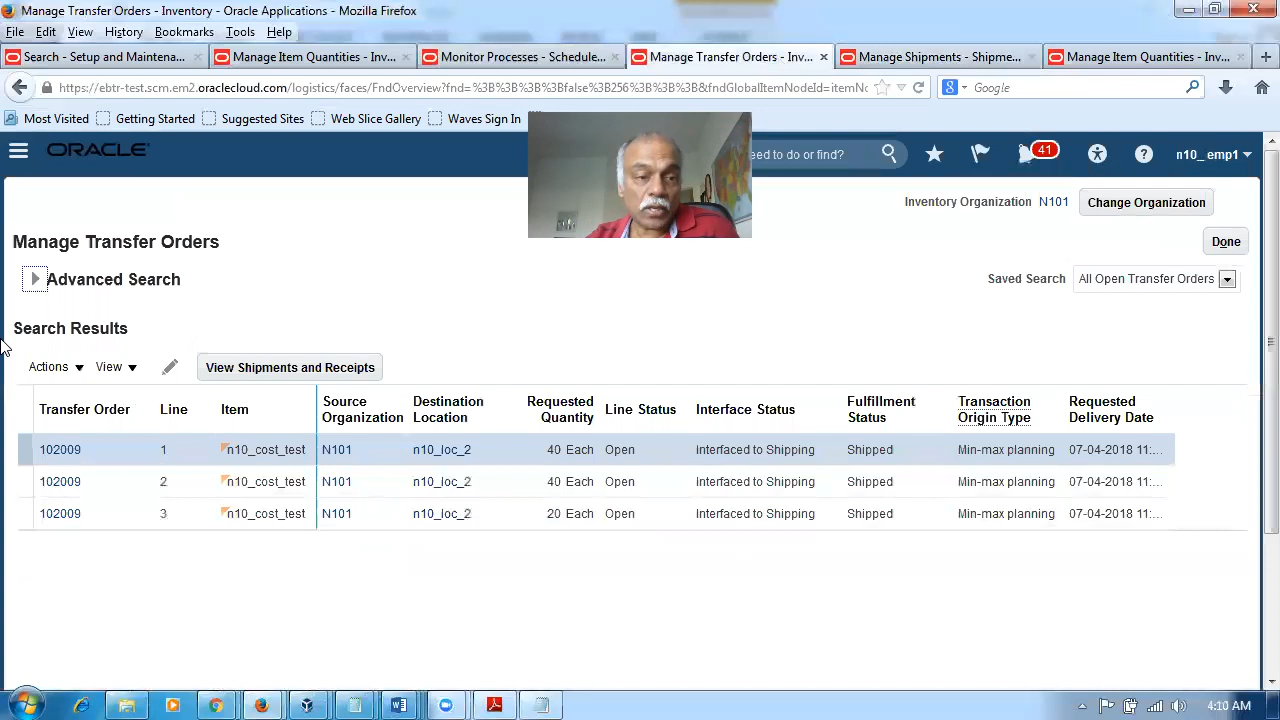 Manage Transfer Orders - Inventory - Oracle Applications - Mozilla Firefox
File Edit View History Bookmarks Tools Help
Search - Setup and Maintena... Manage Item Quantities - Inv... Monitor Processes - Schedule... Manage Transfer Orders - Inv... Manage Shipments - Shipme... Manage Item Quantities - Inv...
https://ebtr-test.scm.em2.oraclecloud.com/logistics/faces/FndOverview?fnd=%3B%3B%3B%3Bfalse%3B256%3B%3B%3B&fndGlobalItemNodeId=itemNo Google
Most Visited Getting Started Suggested Sites Web Slice Gallery Waves Sign In
ORACLE eed to do or find? 41 n10_emp1
Inventory Organization N101 Change Organization
Manage Transfer Orders
Done
Advanced Search Saved Search All Open Transfer Orders
Search Results
Actions View View Shipments and Receipts
Transfer Order Line Item Source Organization Destination Location Requested Quantity Line Status Interface Status Fulfillment Status Transaction Origin Type Requested Delivery Date
102009 1 n10_cost_test N101 n10_loc_2 40 Each Open Interfaced to Shipping Shipped Min-max planning 07-04-2018 11:...
102009 2 n10_cost_test N101 n10_loc_2 40 Each Open Interfaced to Shipping Shipped Min-max planning 07-04-2018 11:...
102009 3 n10_cost_test N101 n10_loc_2 20 Each Open Interfaced to Shipping Shipped Min-max planning 07-04-2018 11:...
4:10 AM